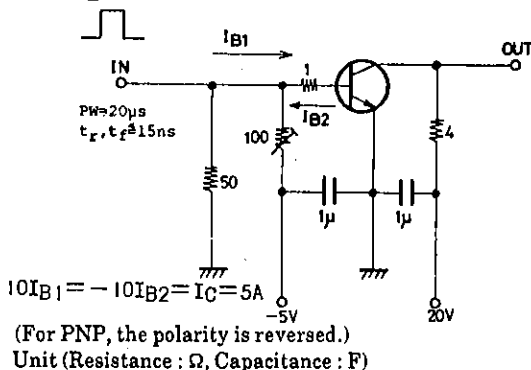 IB1
OUT
IN
1
IB2
PW=20μs
tr, tf≦15ns
100
4
50
1μ
1μ
10IB1=−10IB2=IC=5A
−5V
20V
(For PNP, the polarity is reversed.)
Unit (Resistance : Ω, Capacitance : F)